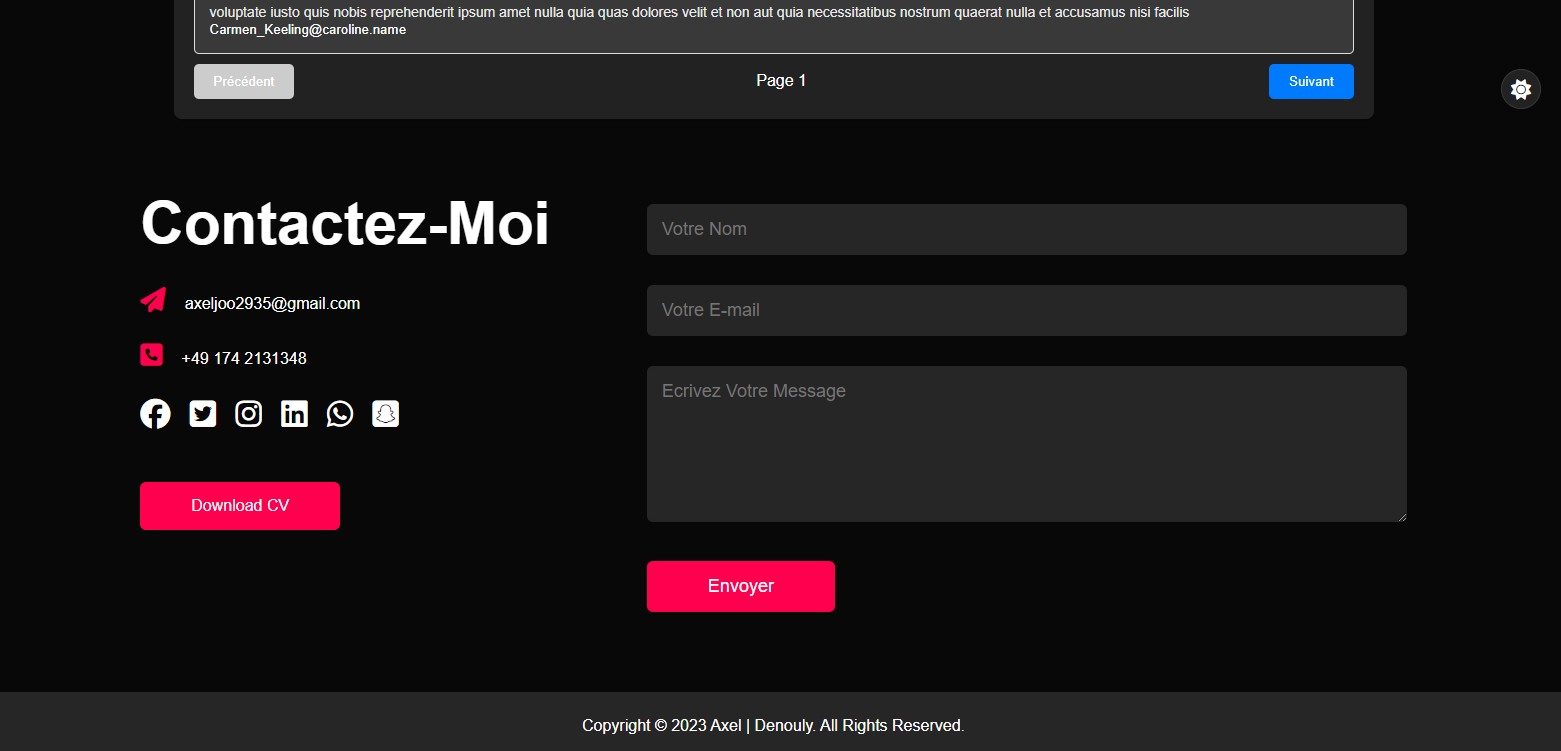 voluptate iusto quis nobis reprehenderit ipsum amet nulla quia quas dolores velit et non aut quia necessitatibus nostrum quaerat nulla et accusamus nisi facilis
Carmen_Keeling@caroline.name
Précédent
Page 1
Suivant
Contactez-Moi
axeljoo2935@gmail.com
+49 174 2131348
Download CV
Votre Nom
Votre E-mail
Ecrivez Votre Message
Envoyer
Copyright © 2023 Axel | Denouly. All Rights Reserved.